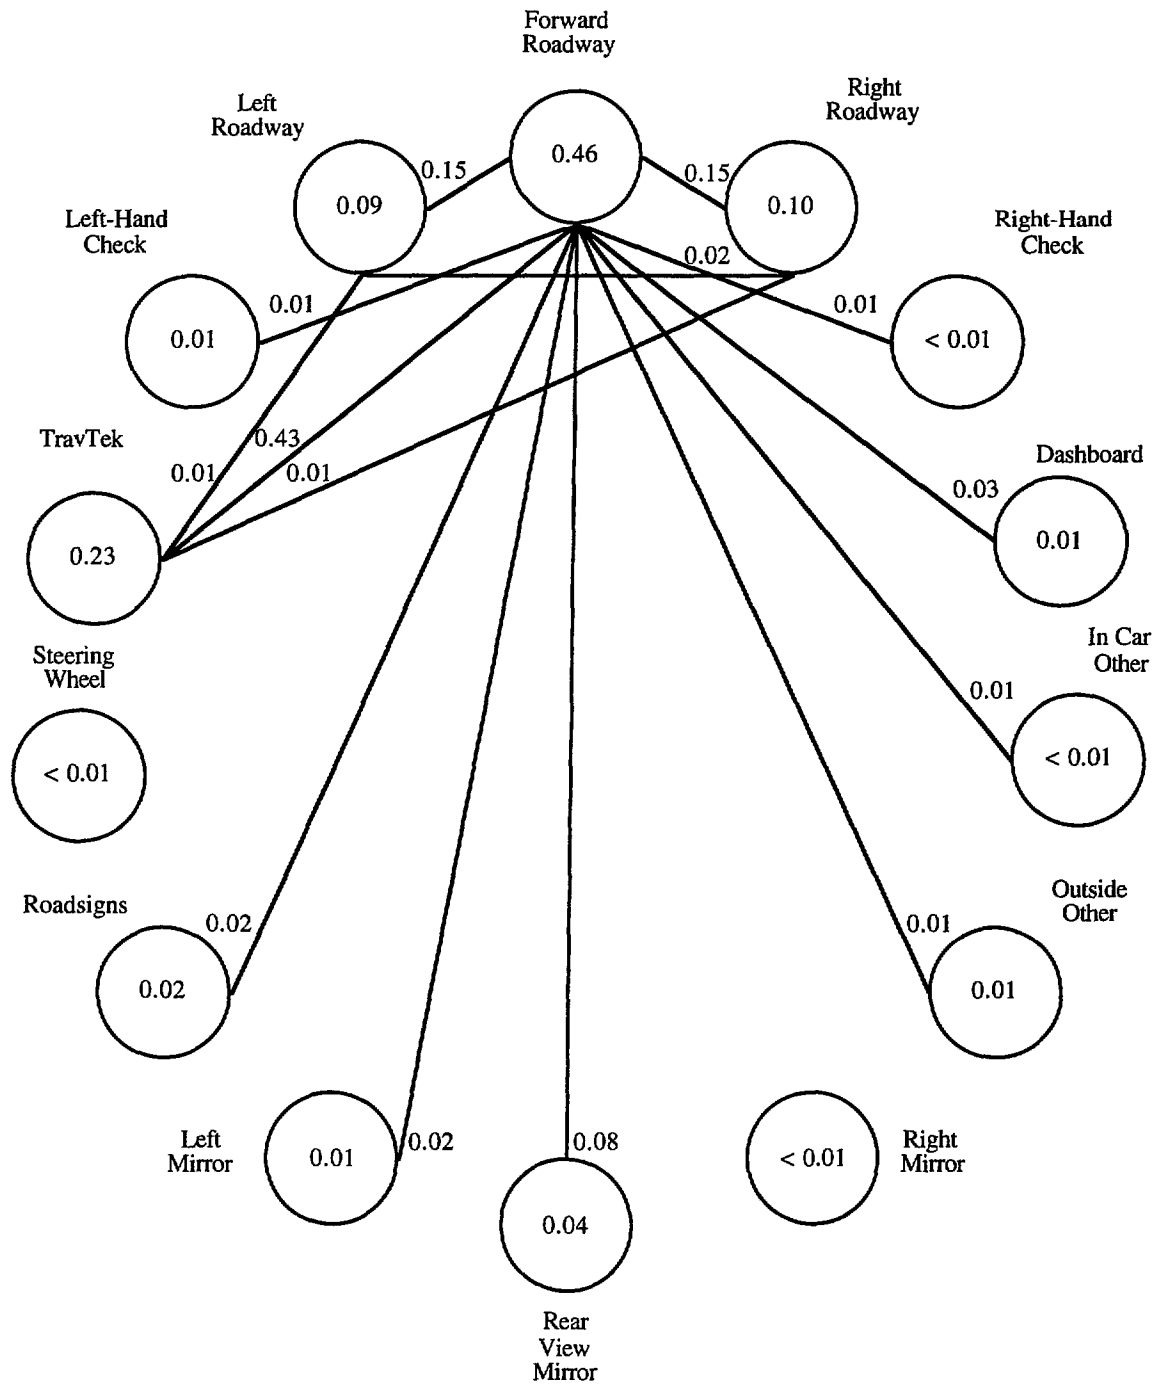 Forward
Roadway
Left
Roadway
Right
Roadway
0.46
0.15
0.15
0.09
0.10
Left-Hand
Check
Right-Hand
Check
0.02
0.01
0.01
0.01
< 0.01
TravTek
0.43
0.01
0.01
Dashboard
0.03
0.23
0.01
Steering
Wheel
In Car
Other
0.01
< 0.01
< 0.01
Roadsigns
Outside
Other
0.02
0.01
0.02
0.01
Left
Mirror
0.01
0.02
0.08
< 0.01
Right
Mirror
0.04
Rear
View
Mirror